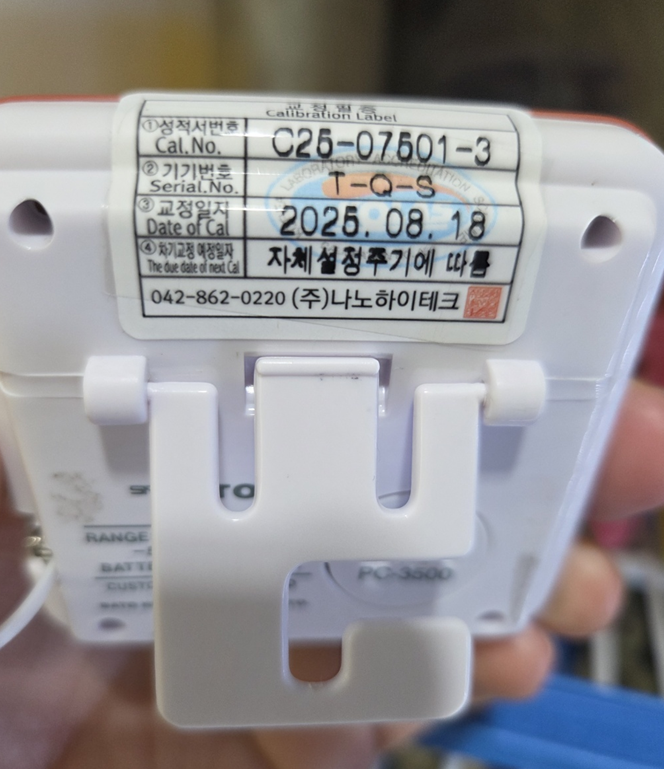 교정필증
Calibration Label
①성적서번호 C25-07501-3
Cal.No.
②기기번호 T-Q-S
Serial.No.
③교정일자 2025.08.18
Date of Cal
④차기교정 예정일자 자체설정주기에 따름
The due date of next Cal
042-862-0220 (주)나노하이테크
RANGE
BATTE
PC-3500